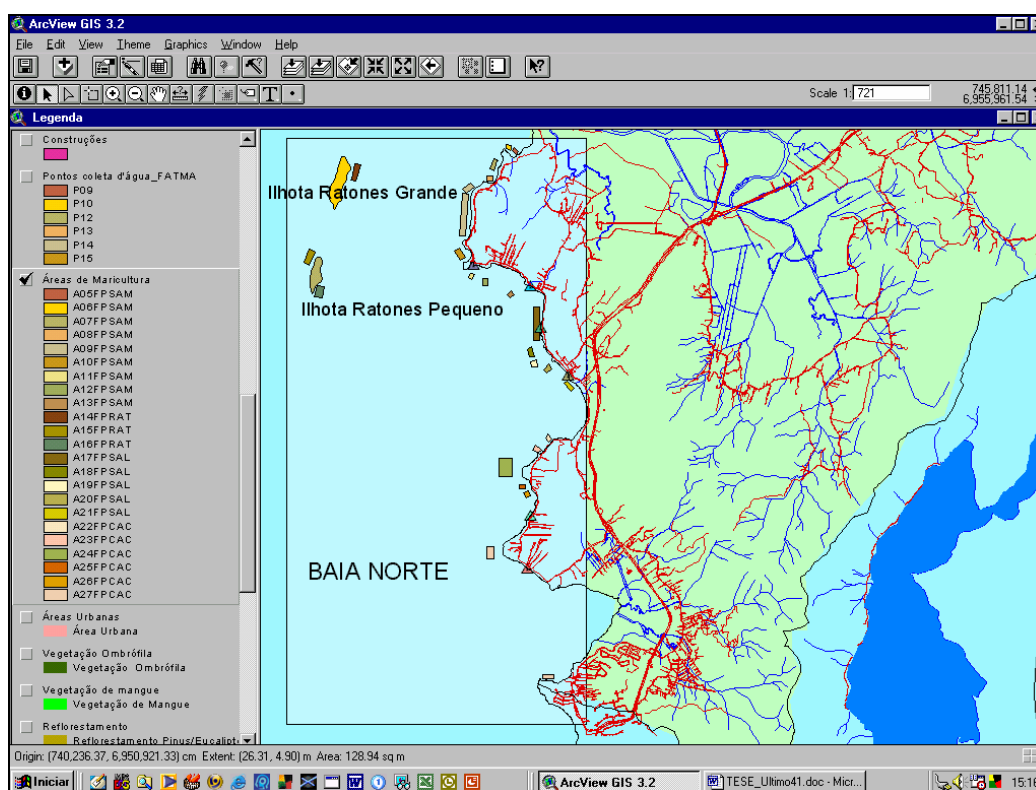 ArcView GIS 3.2
File Edit View Theme Graphics Window Help
Scale 1: 721
745,811.14
6,955,961.54
Legenda
Construções
Pontos coleta d'água_FATMA
P09
P10
P12
P13
P14
P15
Áreas de Maricultura
A05FPSAM
A06FPSAM
A07FPSAM
A08FPSAM
A09FPSAM
A10FPSAM
A11FPSAM
A12FPSAM
A13FPSAM
A14FPRAT
A15FPRAT
A16FPRAT
A17FPSAL
A18FPSAL
A19FPSAL
A20FPSAL
A21FPSAL
A22FPCAC
A23FPCAC
A24FPCAC
A25FPCAC
A26FPCAC
A27FPCAC
Áreas Urbanas
Área Urbana
Vegetação Ombrófila
Vegetação Ombrófila
Vegetação de mangue
Vegetação de Mangue
Reflorestamento
Reflorestamento Pinus/Eucalipt
Ilhota Ratones Grande
Ilhota Ratones Pequeno
BAIA NORTE
Origin: (740,236.37, 6,950,921.33) cm Extent: (26.31, 4.90) m Area: 128.94 sq m
Iniciar
ArcView GIS 3.2
TESE_Ultimo41.doc - Micr...
15:16